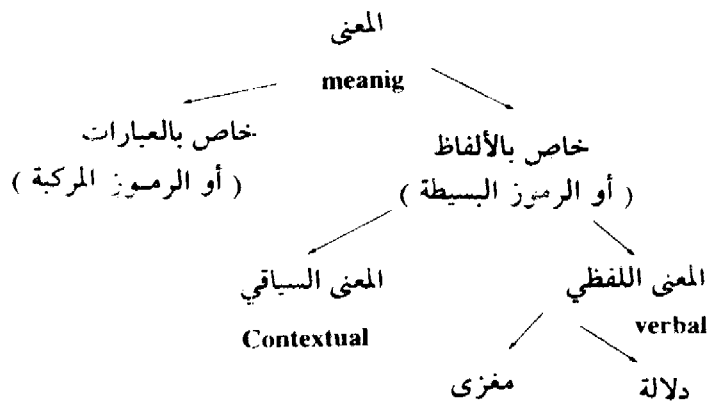 المعنى
meanig
خاص بالألفاظ
( أو الرموز البسيطة )
خاص بالعبارات
( أو الرموز المركبة )
المعنى اللفظي
verbal
المعنى السياقي
Contextual
دلالة
مغزى